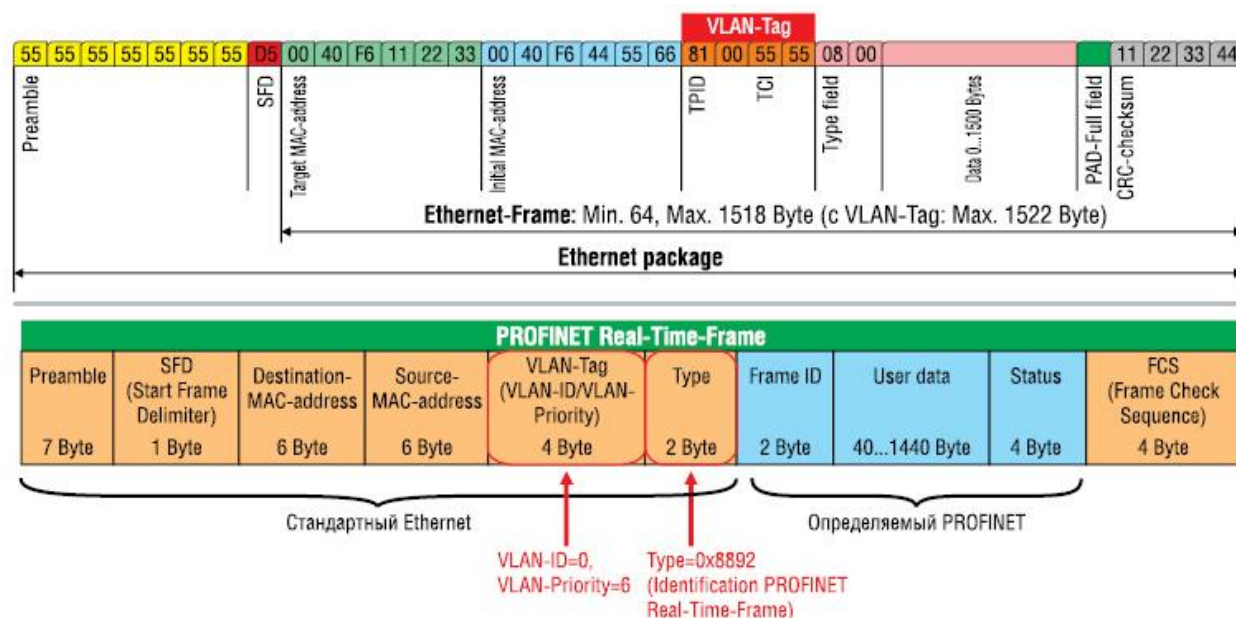 VLAN-Tag
55 55 55 55 55 55 55 D5 00 40 F6 11 22 33 00 40 F6 44 55 66 81 00 55 55 08 00 11 22 33 44
Preamble
SFD
Target MAC-address
Initial MAC-address
TPID
TCI
Type field
Data 0...1500 Bytes
PAD-Full field
CRC-checksum
Ethernet-Frame: Min. 64, Max. 1518 Byte (с VLAN-Tag: Max. 1522 Byte)
Ethernet package
PROFINET Real-Time-Frame
Preamble
7 Byte
SFD
(Start Frame
Delimiter)
1 Byte
Destination-
MAC-address
6 Byte
Source-
MAC-address
6 Byte
VLAN-Tag
(VLAN-ID/VLAN-
Priority)
4 Byte
Type
2 Byte
Frame ID
2 Byte
User data
40...1440 Byte
Status
4 Byte
FCS
(Frame Check
Sequence)
4 Byte
Стандартный Ethernet
Определяемый PROFINET
VLAN-ID=0,
VLAN-Priority=6
Type=0x8892
(Identification PROFINET
Real-Time-Frame)